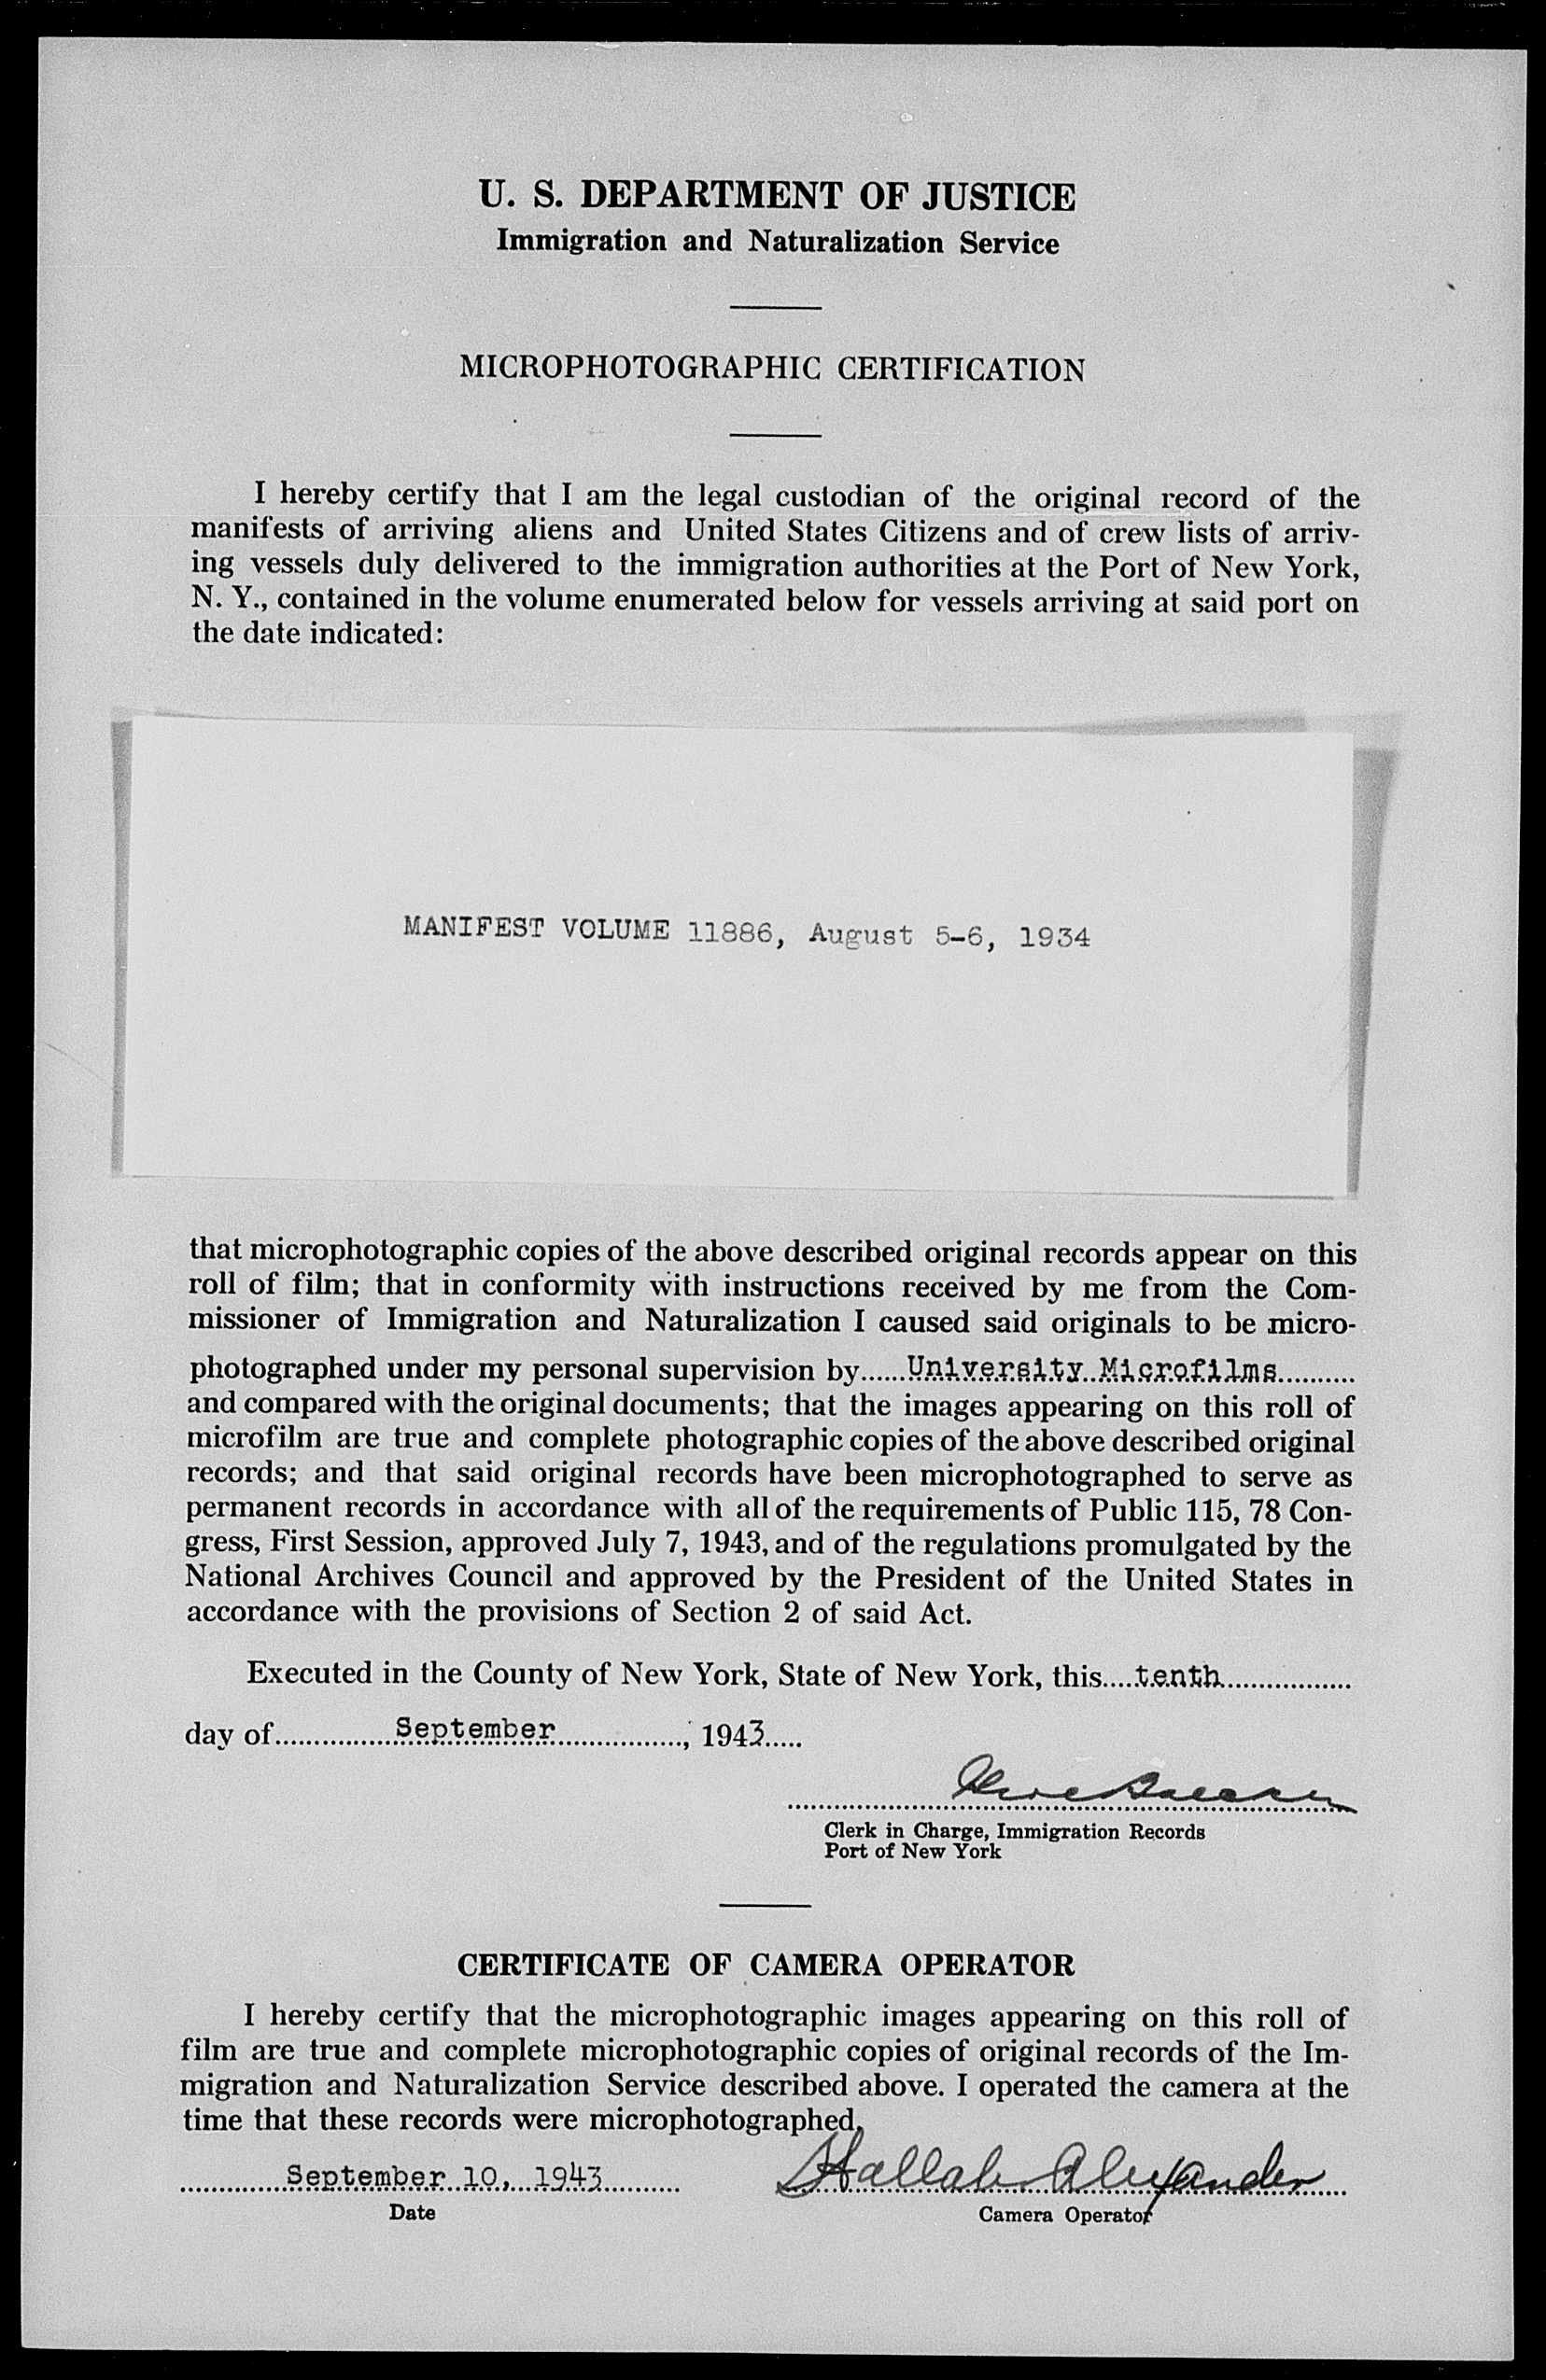 U. S. DEPARTMENT OF JUSTICE
Immigration and Naturalization Service
MICROPHOTOGRAPHIC CERTIFICATION
I hereby certify that I am the legal custodian of the original record of the
manifests of arriving aliens and United States Citizens and of crew lists of arriv-
ing vessels duly delivered to the immigration authorities at the Port of New York,
N. Y., contained in the volume enumerated below for vessels arriving at said port on
the date indicated:
MANIFEST VOLUME 11886, August 5-6, 1934
that microphotographic copies of the above described original records appear on this
roll of film; that in conformity with instructions received by me from the Com-
missioner of Immigration and Naturalization I caused said originals to be micro-
photographed under my personal supervision by......University Microfilms..........
and compared with the original documents; that the images appearing on this roll of
microfilm are true and complete photographic copies of the above described original
records; and that said original records have been microphotographed to serve as
permanent records in accordance with all of the requirements of Public 115, 78 Con-
gress, First Session, approved July 7, 1943, and of the regulations promulgated by the
National Archives Council and approved by the President of the United States in
accordance with the provisions of Section 2 of said Act.
Executed in the County of New York, State of New York, this....tenth................
day of................September................, 1943.....
Clerk in Charge, Immigration Records
Port of New York
CERTIFICATE OF CAMERA OPERATOR
I hereby certify that the microphotographic images appearing on this roll of
film are true and complete microphotographic copies of original records of the Im-
migration and Naturalization Service described above. I operated the camera at the
time that these records were microphotographed.
September 10, 1943 Hallah Alexander
Date Camera Operator